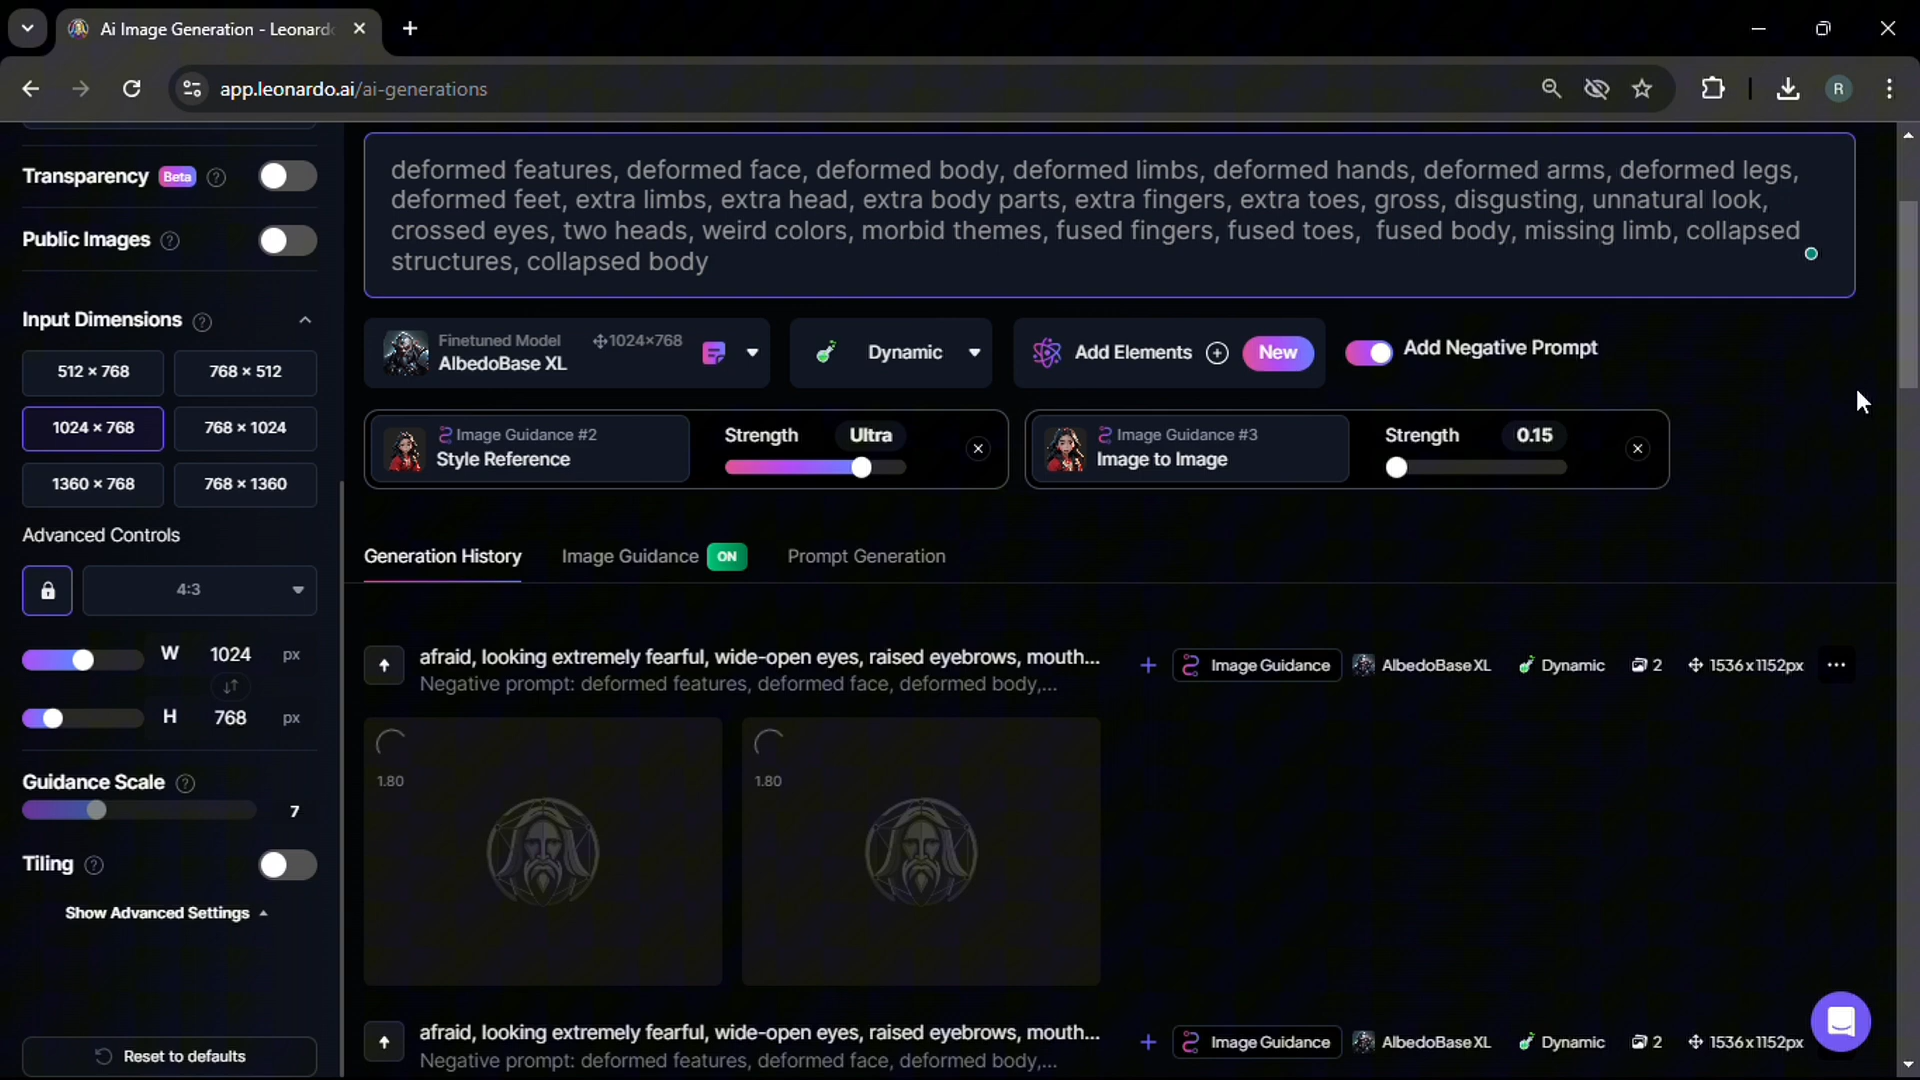 Ai Image Generation - Leonard
app.leonardo.ai/ai-generations
R
Transparency Beta ?
Public Images ?
Input Dimensions ?
512 × 768
768 × 512
1024 × 768
768 × 1024
1360 × 768
768 × 1360
Advanced Controls
4:3
W 1024 px
H 768 px
Guidance Scale ?
7
Tiling ?
Show Advanced Settings
Reset to defaults
deformed features, deformed face, deformed body, deformed limbs, deformed hands, deformed arms, deformed legs,
deformed feet, extra limbs, extra head, extra body parts, extra fingers, extra toes, gross, disgusting, unnatural look,
crossed eyes, two heads, weird colors, morbid themes, fused fingers, fused toes, fused body, missing limb, collapsed
structures, collapsed body
Finetuned Model
AlbedoBase XL
1024×768
Dynamic
Add Elements
New
Add Negative Prompt
Image Guidance #2
Style Reference
Strength Ultra
Image Guidance #3
Image to Image
Strength 0.15
Generation History
Image Guidance ON
Prompt Generation
afraid, looking extremely fearful, wide-open eyes, raised eyebrows, mouth...
Negative prompt: deformed features, deformed face, deformed body,...
Image Guidance
AlbedoBase XL
Dynamic
2
1536x1152px
1.80
1.80
afraid, looking extremely fearful, wide-open eyes, raised eyebrows, mouth...
Negative prompt: deformed features, deformed face, deformed body,...
Image Guidance
AlbedoBase XL
Dynamic
2
1536x1152px